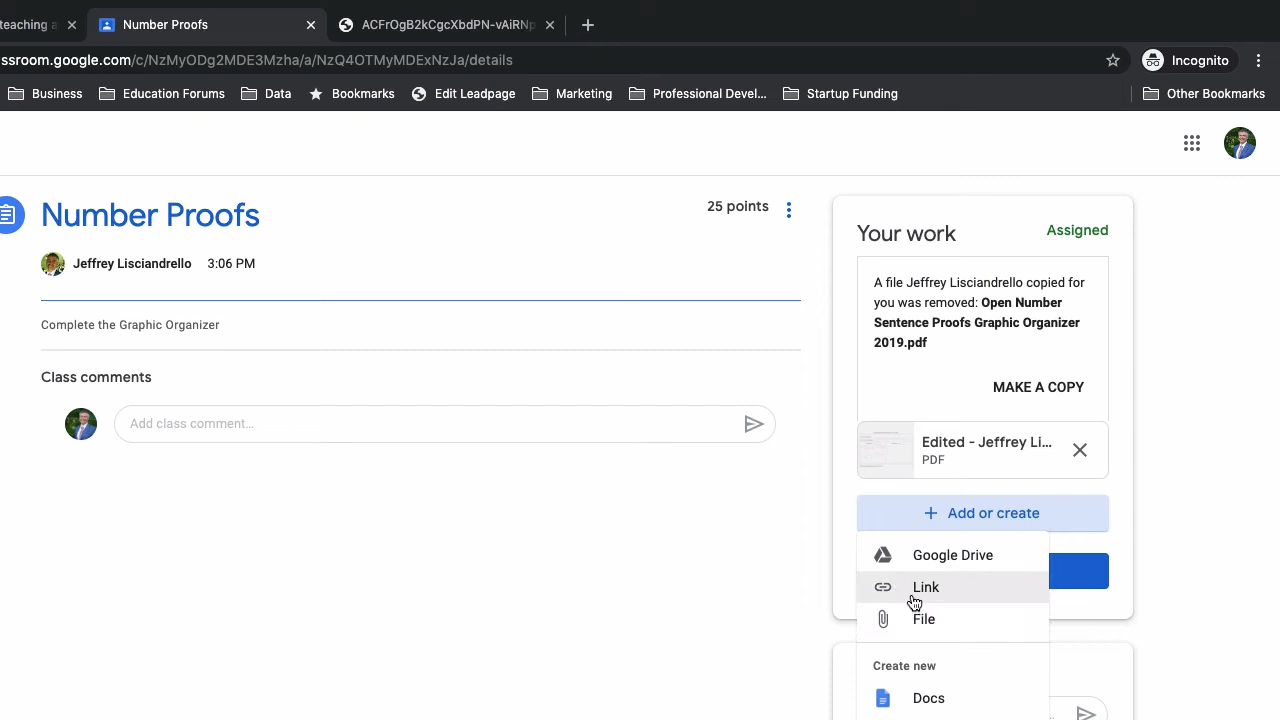 teaching a
Number Proofs
ACFrOgB2kCgcXbdPN-vAiRNp
ssroom.google.com/c/NzMyODg2MDE3Mzha/a/NzQ4OTMyMDExNzJa/details
Incognito
Business
Education Forums
Data
Bookmarks
Edit Leadpage
Marketing
Professional Devel...
Startup Funding
Other Bookmarks
Number Proofs
25 points
Jeffrey Lisciandrello 3:06 PM
Complete the Graphic Organizer
Class comments
Add class comment...
Your work
Assigned
A file Jeffrey Lisciandrello copied for
you was removed: Open Number
Sentence Proofs Graphic Organizer
2019.pdf
MAKE A COPY
Edited - Jeffrey Li...
PDF
+ Add or create
Google Drive
Link
File
Create new
Docs